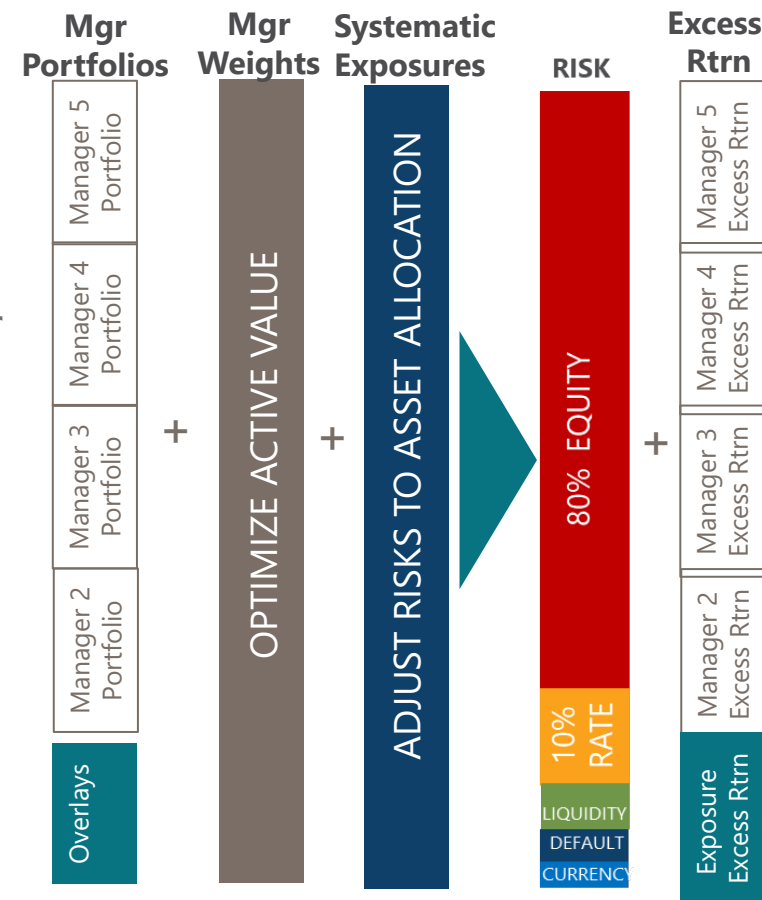 Mgr
Portfolios
Mgr
Weights
Systematic
Exposures
RISK
Excess
Rtrn
Manager 5
Portfolio
Manager 4
Portfolio
Manager 3
Portfolio
Manager 2
Portfolio
Overlays
+
OPTIMIZE ACTIVE VALUE
+
ADJUST RISKS TO ASSET ALLOCATION
80% EQUITY
10%
RATE
LIQUIDITY
DEFAULT
CURRENCY
+
Manager 5
Excess Rtrn
Manager 4
Excess Rtrn
Manager 3
Excess Rtrn
Manager 2
Excess Rtrn
Exposure
Excess Rtrn